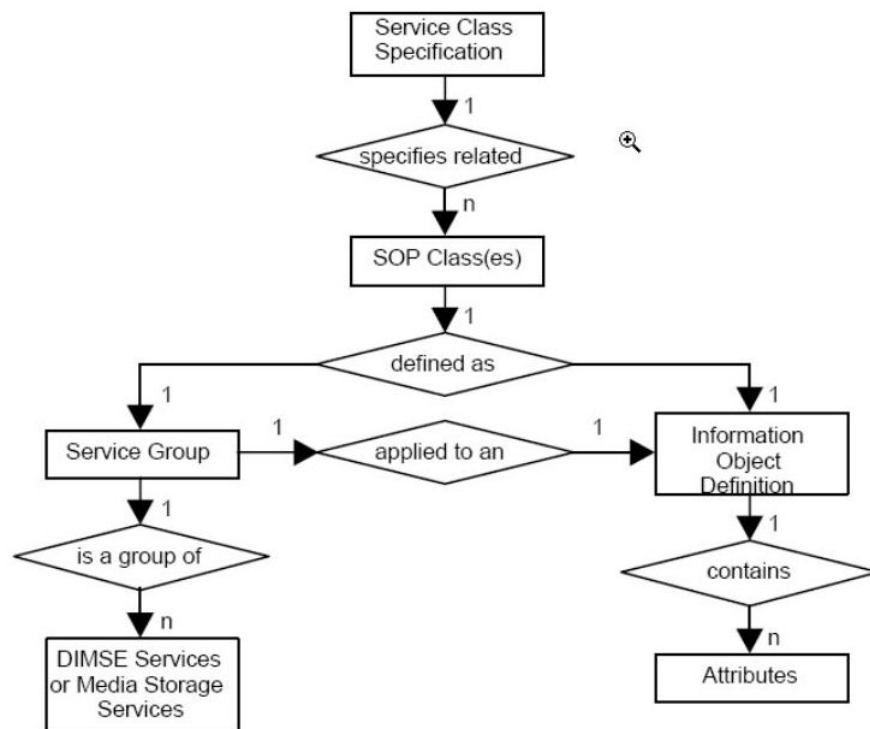 Service Class
Specification
1
specifies related
n
SOP Class(es)
1
defined as
1
1
Service Group
1
applied to an
1
Information
Object
Definition
1
is a group of
n
DIMSE Services
or Media Storage
Services
1
contains
n
Attributes